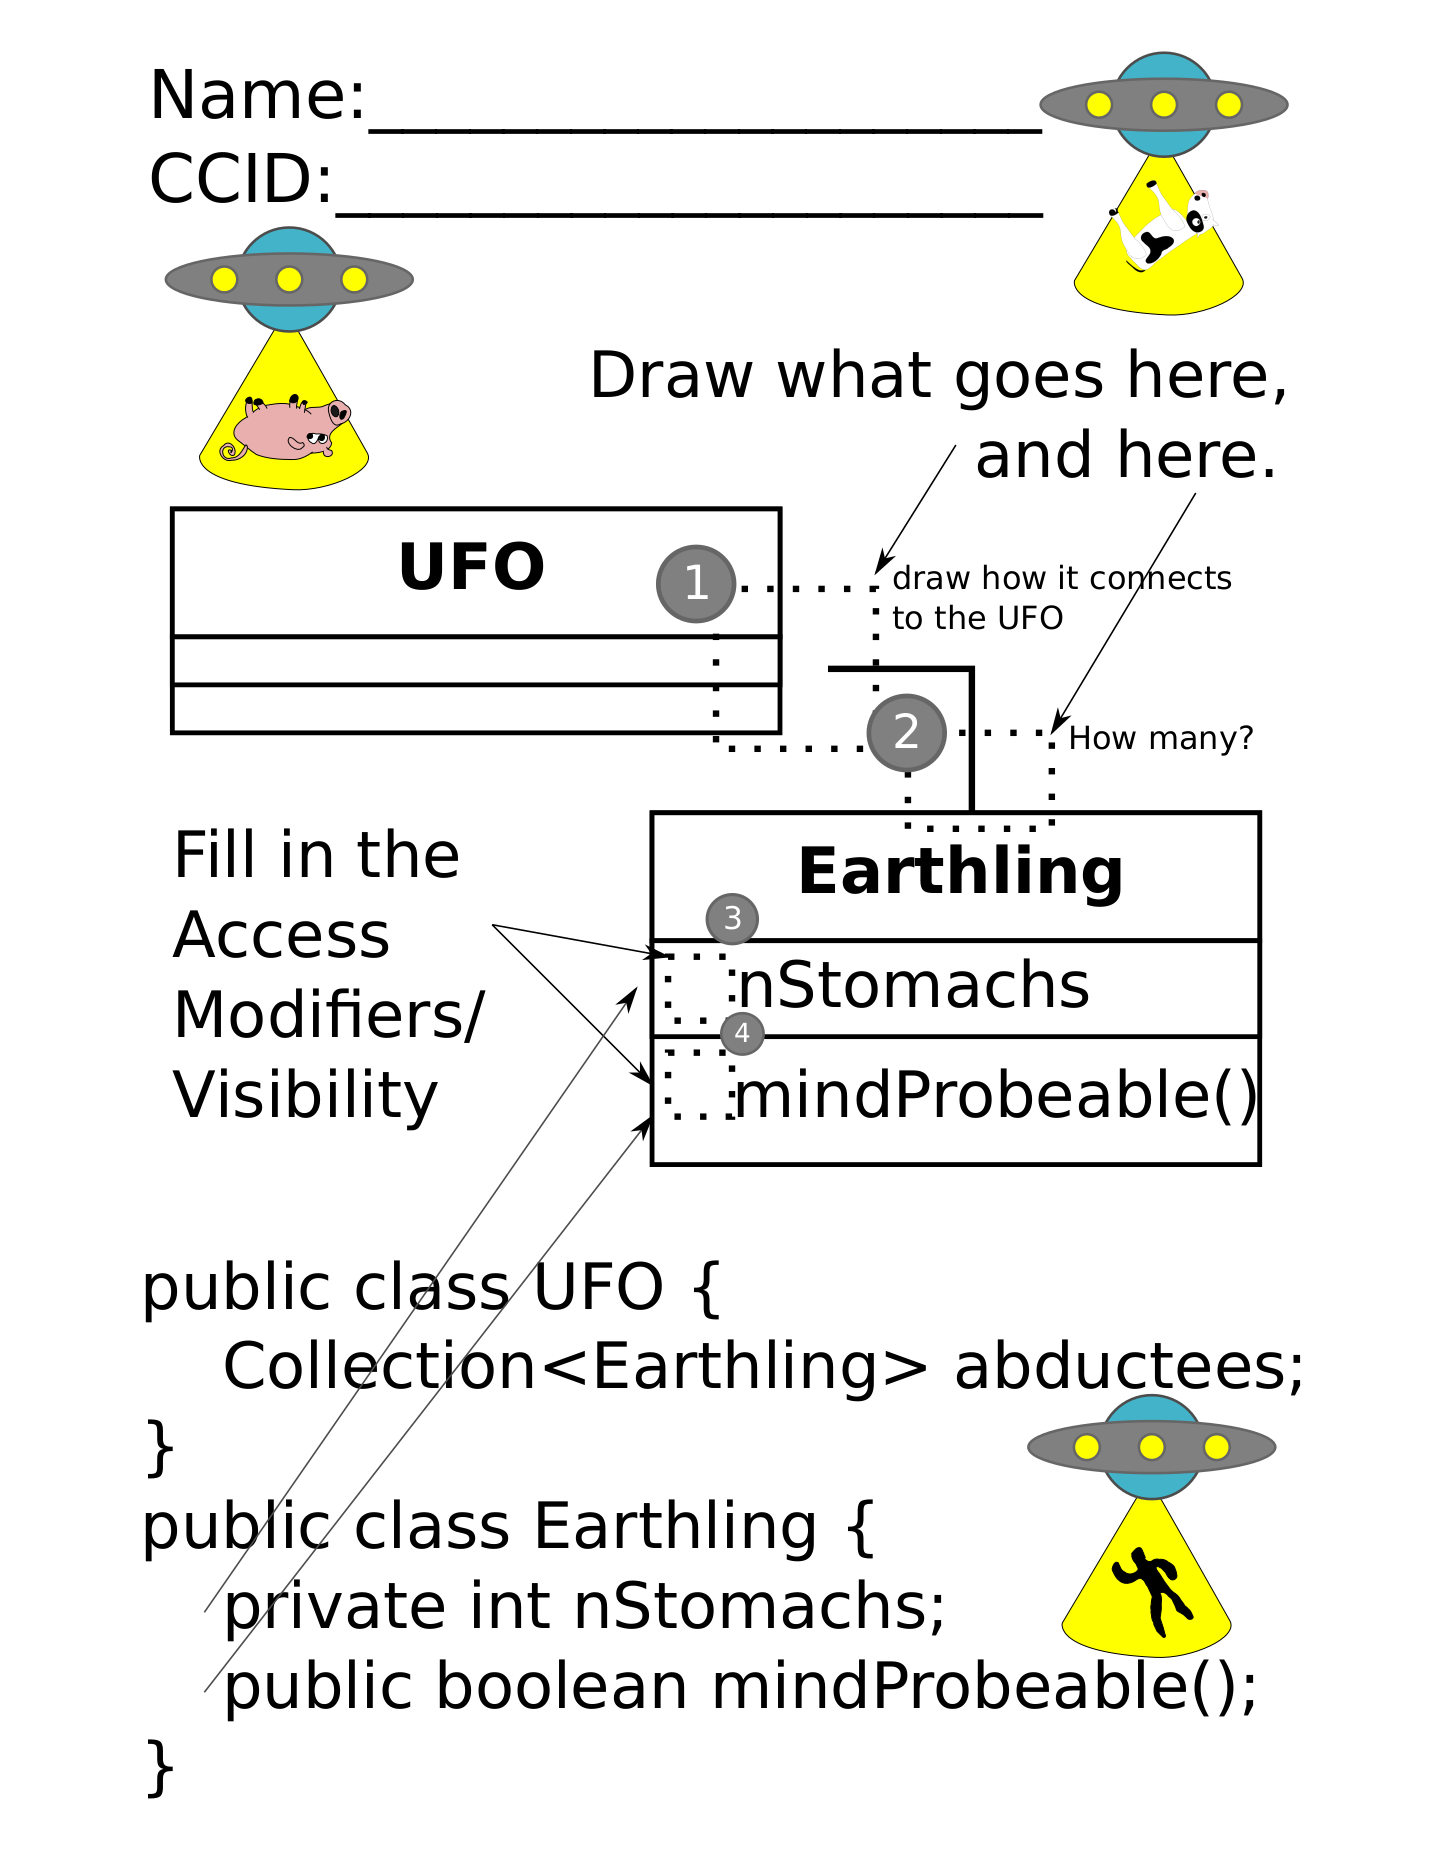 Name:____________________
CCID:_____________________
Draw what goes here,
and here.
UFO
1
draw how it connects
to the UFO
2
How many?
Fill in the
Access
Modifiers/
Visibility
Earthling
3
nStomachs
4
mindProbeable()
public class UFO {
Collection<Earthling> abductees;
}
public class Earthling {
private int nStomachs;
public boolean mindProbeable();
}